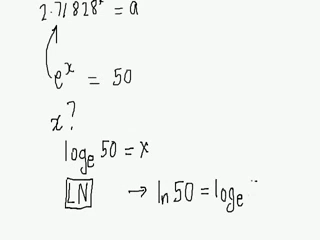 2.71828ˣ = a
eˣ = 50
x?
logₑ 50 = x
LN → ln 50 = logₑ